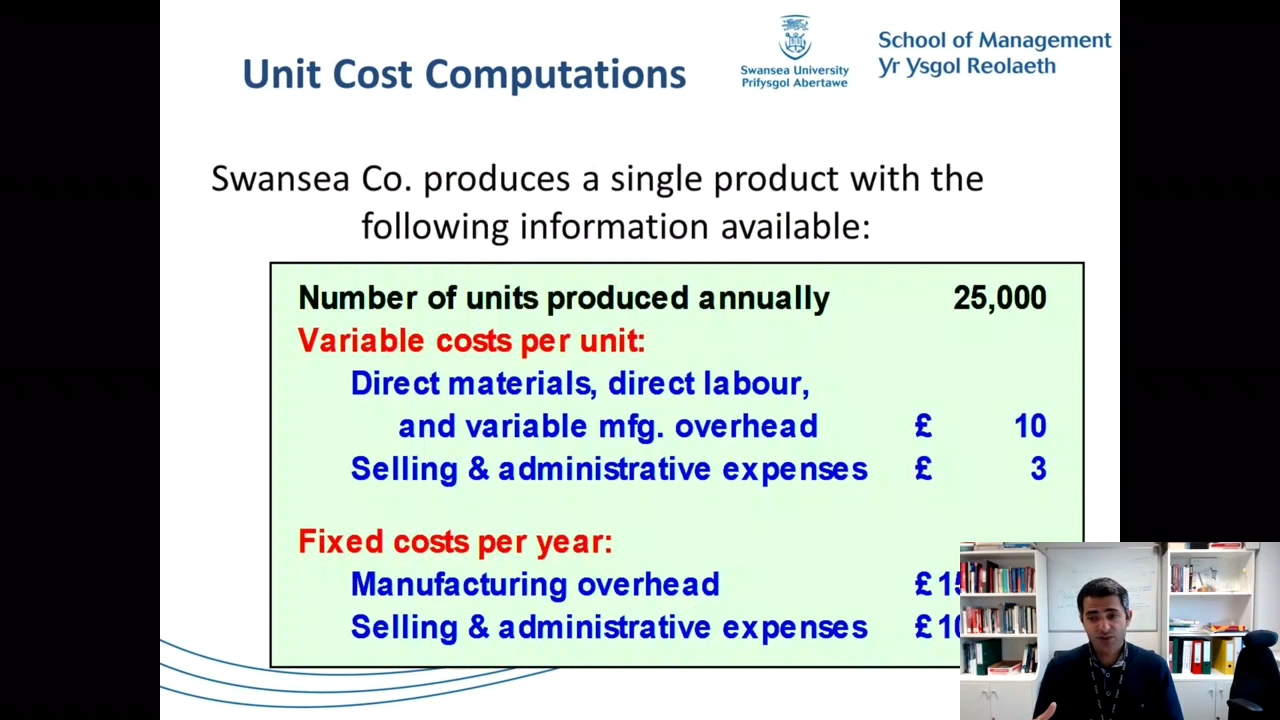 Unit Cost Computations
Swansea University
Prifysgol Abertawe
School of Management
Yr Ysgol Reolaeth
Swansea Co. produces a single product with the
following information available:
Number of units produced annually 25,000
Variable costs per unit:
Direct materials, direct labour,
and variable mfg. overhead £ 10
Selling & administrative expenses £ 3
Fixed costs per year:
Manufacturing overhead £
Selling & administrative expenses £